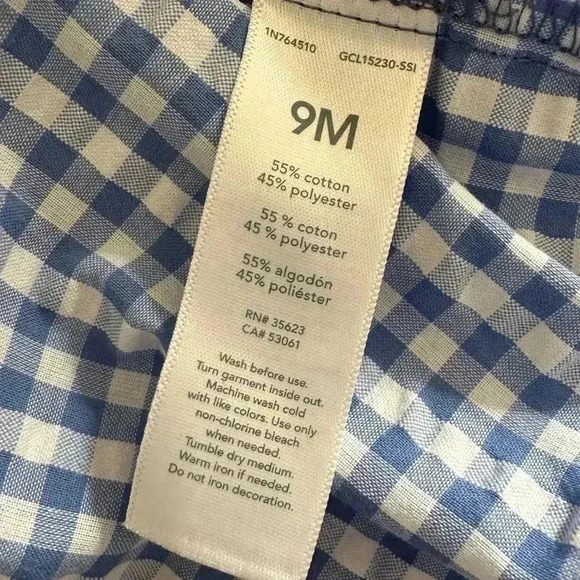 1N764510 GCL15230-SSI
9M
55% cotton
45% polyester
55 % coton
45 % polyester
55% algodón
45% poliéster
RN# 35623
CA# 53061
Wash before use.
Turn garment inside out.
Machine wash cold
with like colors. Use only
non-chlorine bleach
when needed.
Tumble dry medium.
Warm iron if needed.
Do not iron decoration.